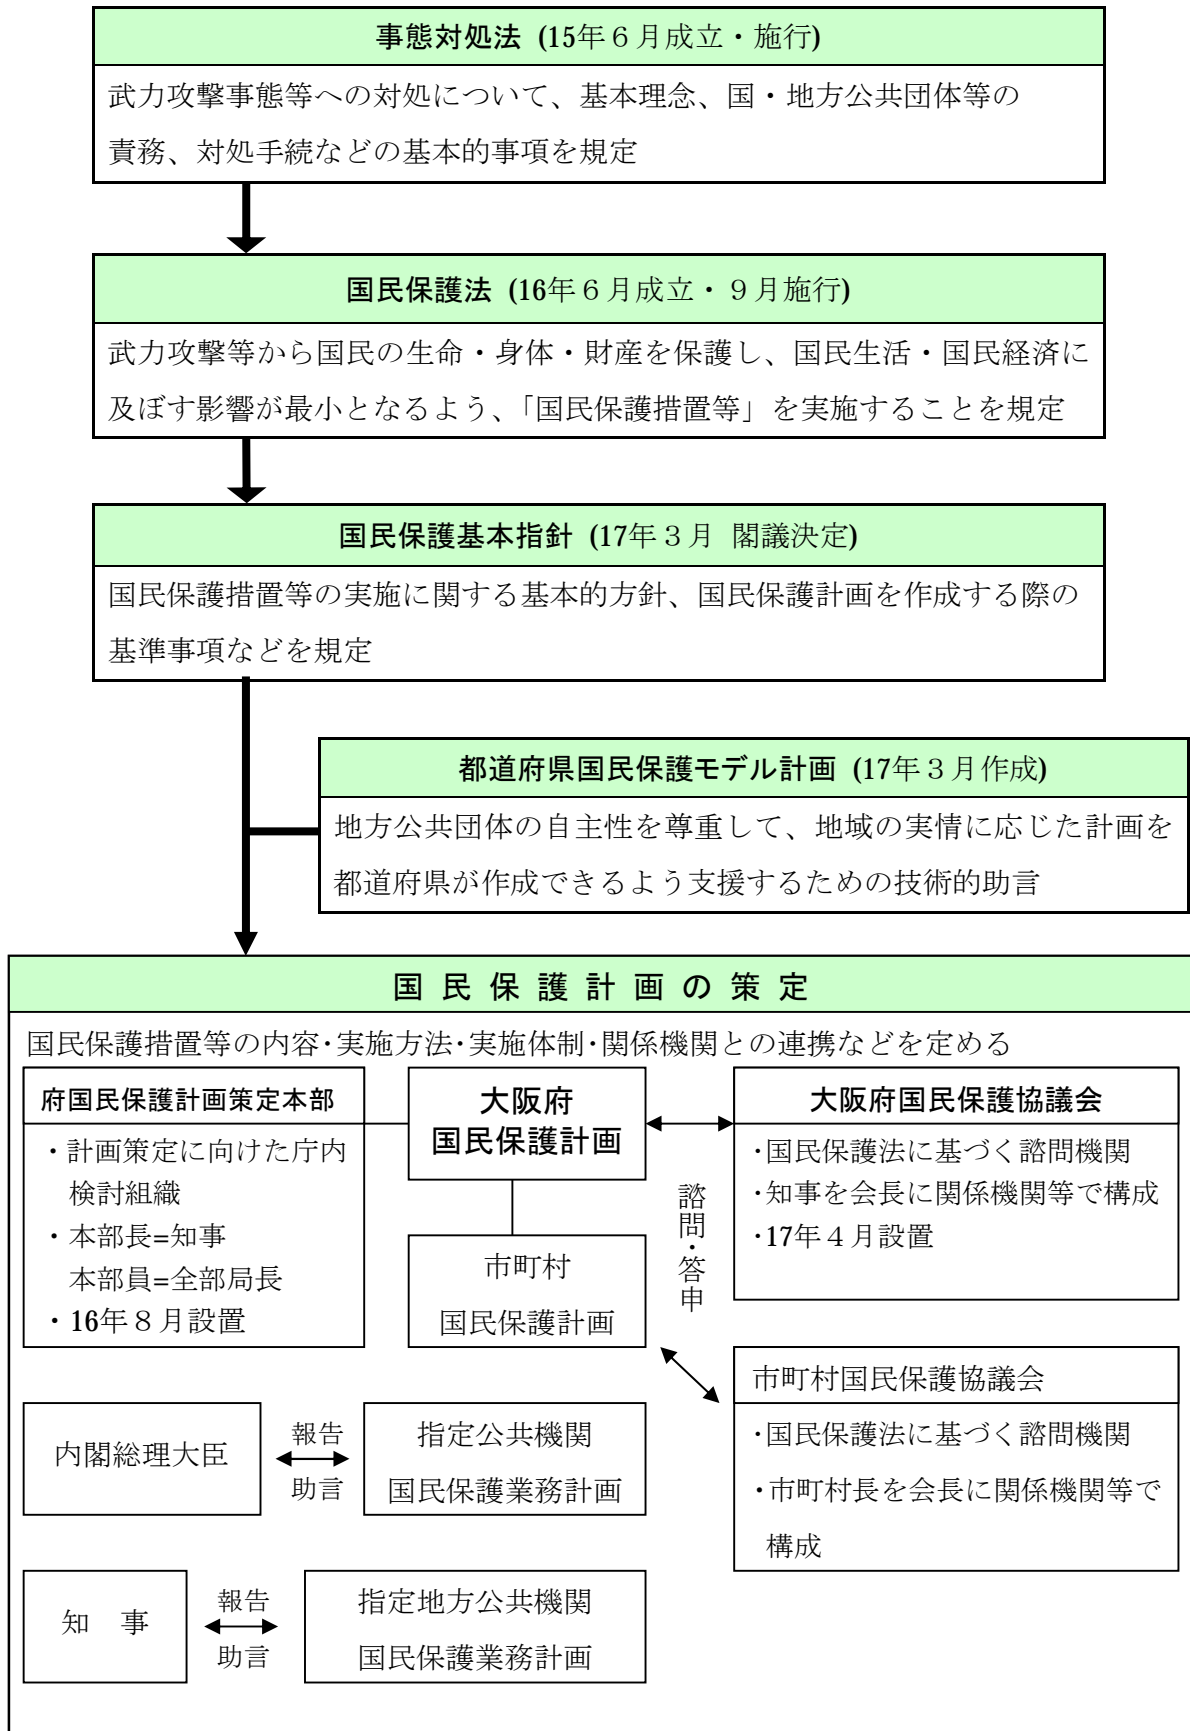 事態対処法 (15年６月成立・施行)
武力攻撃事態等への対処について、基本理念、国・地方公共団体等の
責務、対処手続などの基本的事項を規定
国民保護法 (16年６月成立・９月施行)
武力攻撃等から国民の生命・身体・財産を保護し、国民生活・国民経済に
及ぼす影響が最小となるよう、「国民保護措置等」を実施することを規定
国民保護基本指針 (17年３月 閣議決定)
国民保護措置等の実施に関する基本的方針、国民保護計画を作成する際の
基準事項などを規定
都道府県国民保護モデル計画 (17年３月作成)
地方公共団体の自主性を尊重して、地域の実情に応じた計画を
都道府県が作成できるよう支援するための技術的助言
国 民 保 護 計 画 の 策 定
国民保護措置等の内容･実施方法･実施体制･関係機関との連携などを定める
府国民保護計画策定本部
・計画策定に向けた庁内
検討組織
・本部長=知事
本部員=全部局長
・16年８月設置
大阪府
国民保護計画
市町村
国民保護計画
諮問・答申
大阪府国民保護協議会
･国民保護法に基づく諮問機関
･知事を会長に関係機関等で構成
･17年４月設置
市町村国民保護協議会
･国民保護法に基づく諮問機関
･市町村長を会長に関係機関等で
構成
内閣総理大臣
報告
助言
指定公共機関
国民保護業務計画
知　事
報告
助言
指定地方公共機関
国民保護業務計画